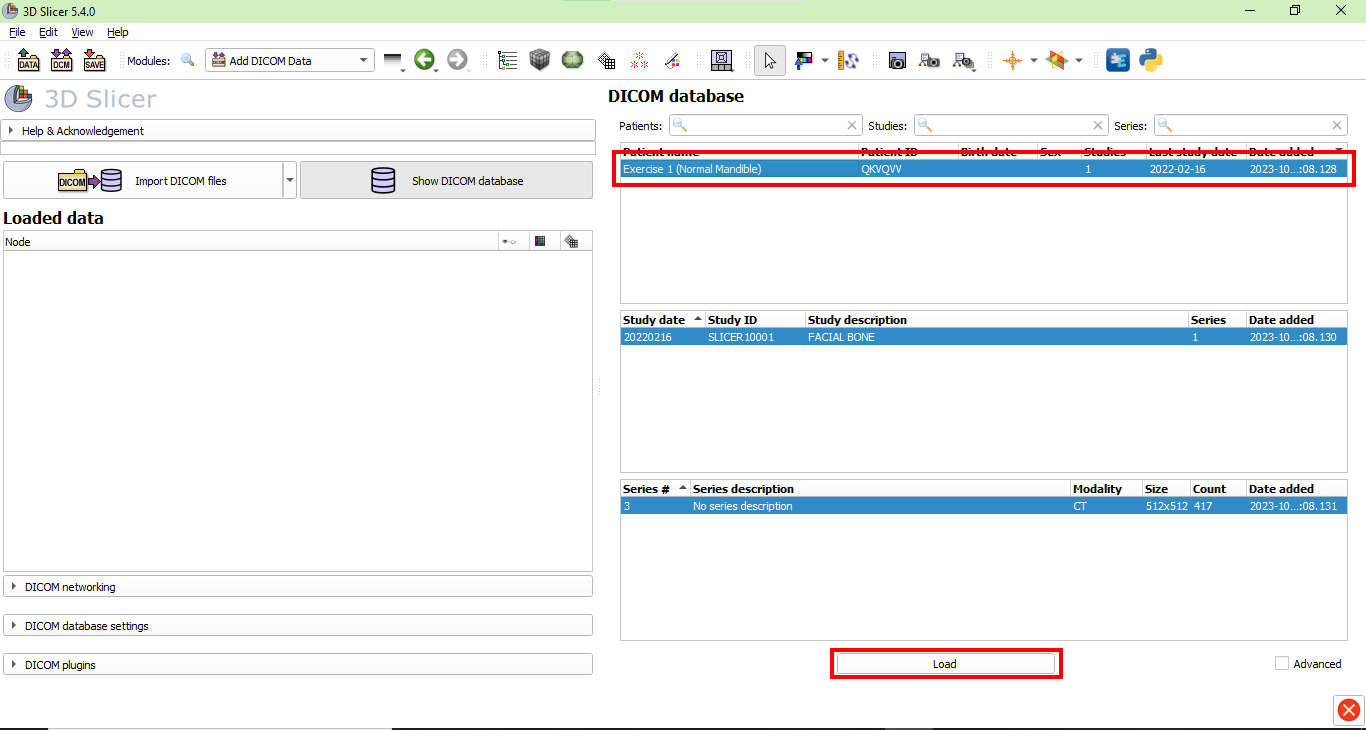 3D Slicer 5.4.0
File Edit View Help
DATA DCM SAVE Modules: Add DICOM Data
3D Slicer
Help & Acknowledgement
DICOM Import DICOM files Show DICOM database
Loaded data
Node
DICOM networking
DICOM database settings
DICOM plugins
DICOM database
Patients: Studies: Series:
Patient name Patient ID Birth date Sex Studies Last study date Date added
Exercise 1 (Normal Mandible) QKVQVV 1 2022-02-16 2023-10...:08.128
Study date Study ID Study description Series Date added
20220216 SLICER10001 FACIAL BONE 1 2023-10...:08.130
Series # Series description Modality Size Count Date added
3 No series description CT 512x512 417 2023-10...:08.131
Load Advanced